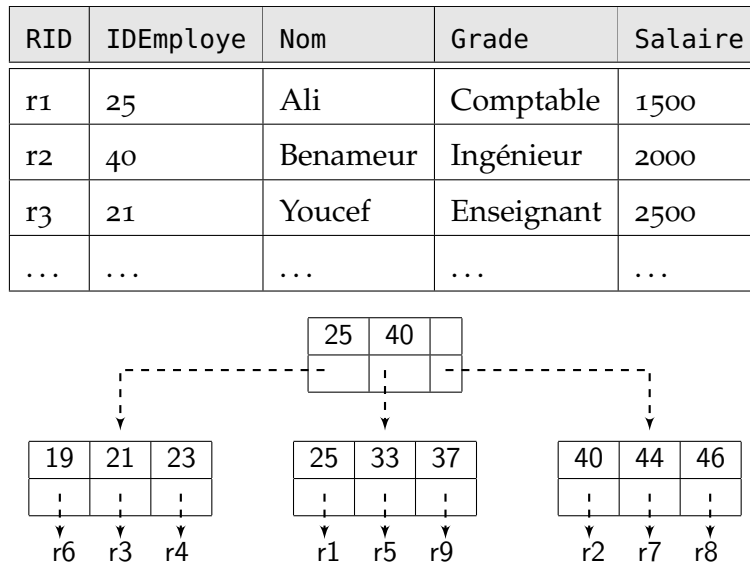 RID IDEmploye Nom Grade Salaire
r1 25 Ali Comptable 1500
r2 40 Benameur Ingénieur 2000
r3 21 Youcef Enseignant 2500
... ... ... ... ...
25 40
19 21 23 25 33 37 40 44 46
r6 r3 r4 r1 r5 r9 r2 r7 r8